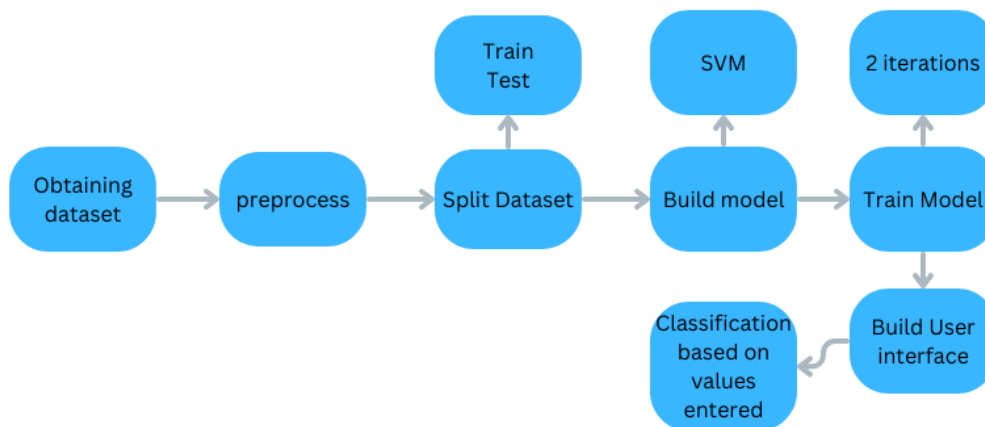 Train
Test
SVM
2 iterations
Obtaining
dataset
preprocess
Split Dataset
Build model
Train Model
Classification
based on
values
entered
Build User
interface